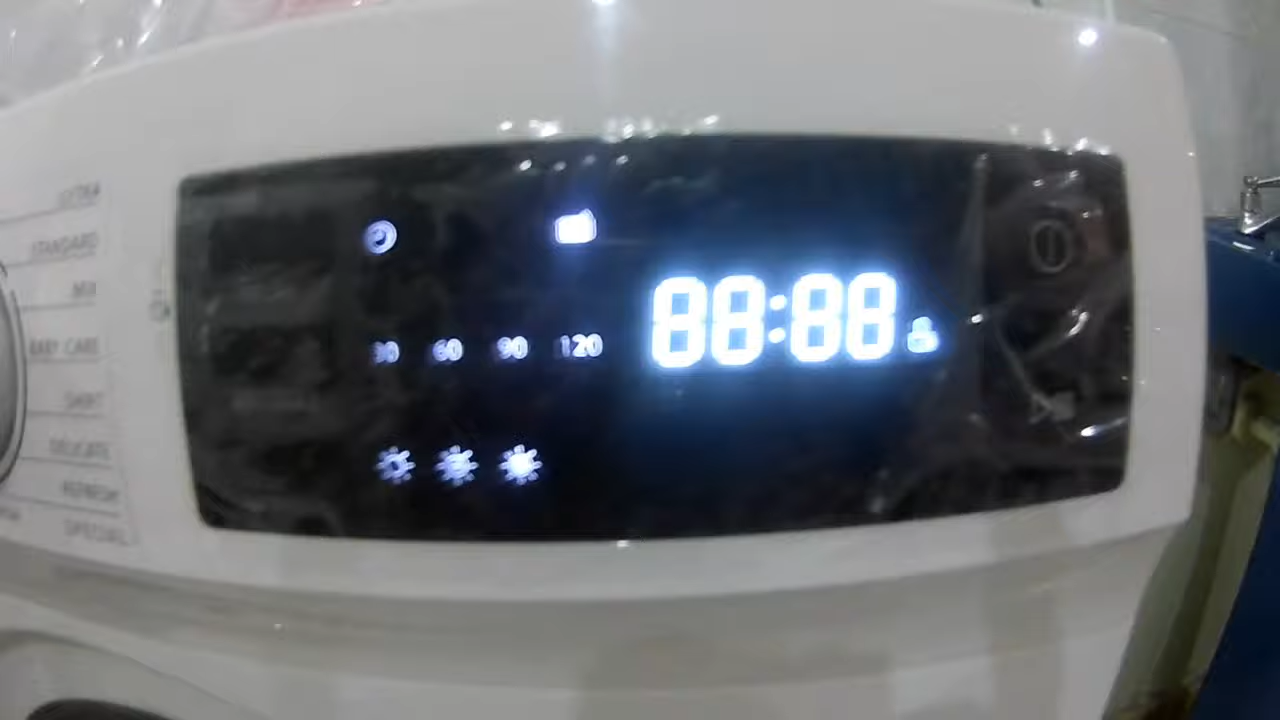 EXTRA
STANDARD
MIX
BABY CARE
30 60 90 120
88:88
SHIRT
DELICATE
REFRESH
SPECIAL